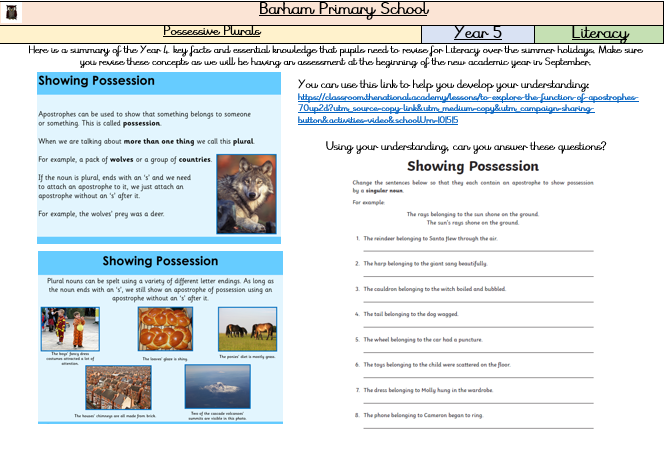 Barham Primary School
Possessive Plurals
Year 5
Literacy
Here is a summary of the Year 4 key facts and essential knowledge that pupils need to revise for Literacy over the summer holidays. Make sure
you revise these concepts as we will be having an assessment at the beginning of the new academic year in September.
Showing Possession
Apostrophes can be used to show that something belongs to someone
or something. This is called possession.
When we are talking about more than one thing we call this plural.
For example, a pack of wolves or a group of countries.
If the noun is plural, ends with an 's' and we need
to attach an apostrophe to it, we just attach an
apostrophe without an 's' after it.
For example, the wolves' prey was a deer.
Showing Possession
Plural nouns can be spelt using a variety of different letter endings. As long as
the noun ends with an 's', we still show an apostrophe of possession using an
apostrophe without an 's' after it.
The boys' fancy dress
costumes attracted a lot of
attention.
The loaves' glaze is shiny.
The ponies' skin is mostly grass.
The houses' chimneys are all made from brick.
Two of the cascade volcanoes'
summits are visible in this photo.
You can use this link to help you develop your understanding:
https://classroom.thenational.academy/lessons/to-explore-the-function-of-apostrophes-
70up2d?utm_source=copy-link&utm_medium=copy&utm_campaign=sharing-
button&activities=video&schoolUrn=101515
Using your understanding, can you answer these questions?
Showing Possession
Change the sentences below so that they each contain an apostrophe to show possession
by a singular noun.
For example:
The rays belonging to the sun shone on the ground.
The sun's rays shone on the ground.
1. The reindeer belonging to Santa flew through the air.
2. The harp belonging to the giant sang beautifully.
3. The cauldron belonging to the witch boiled and bubbled.
4. The tail belonging to the dog wagged.
5. The wheel belonging to the car had a puncture.
6. The toys belonging to the child were scattered on the floor.
7. The dress belonging to Molly hung in the wardrobe.
8. The phone belonging to Cameron began to ring.